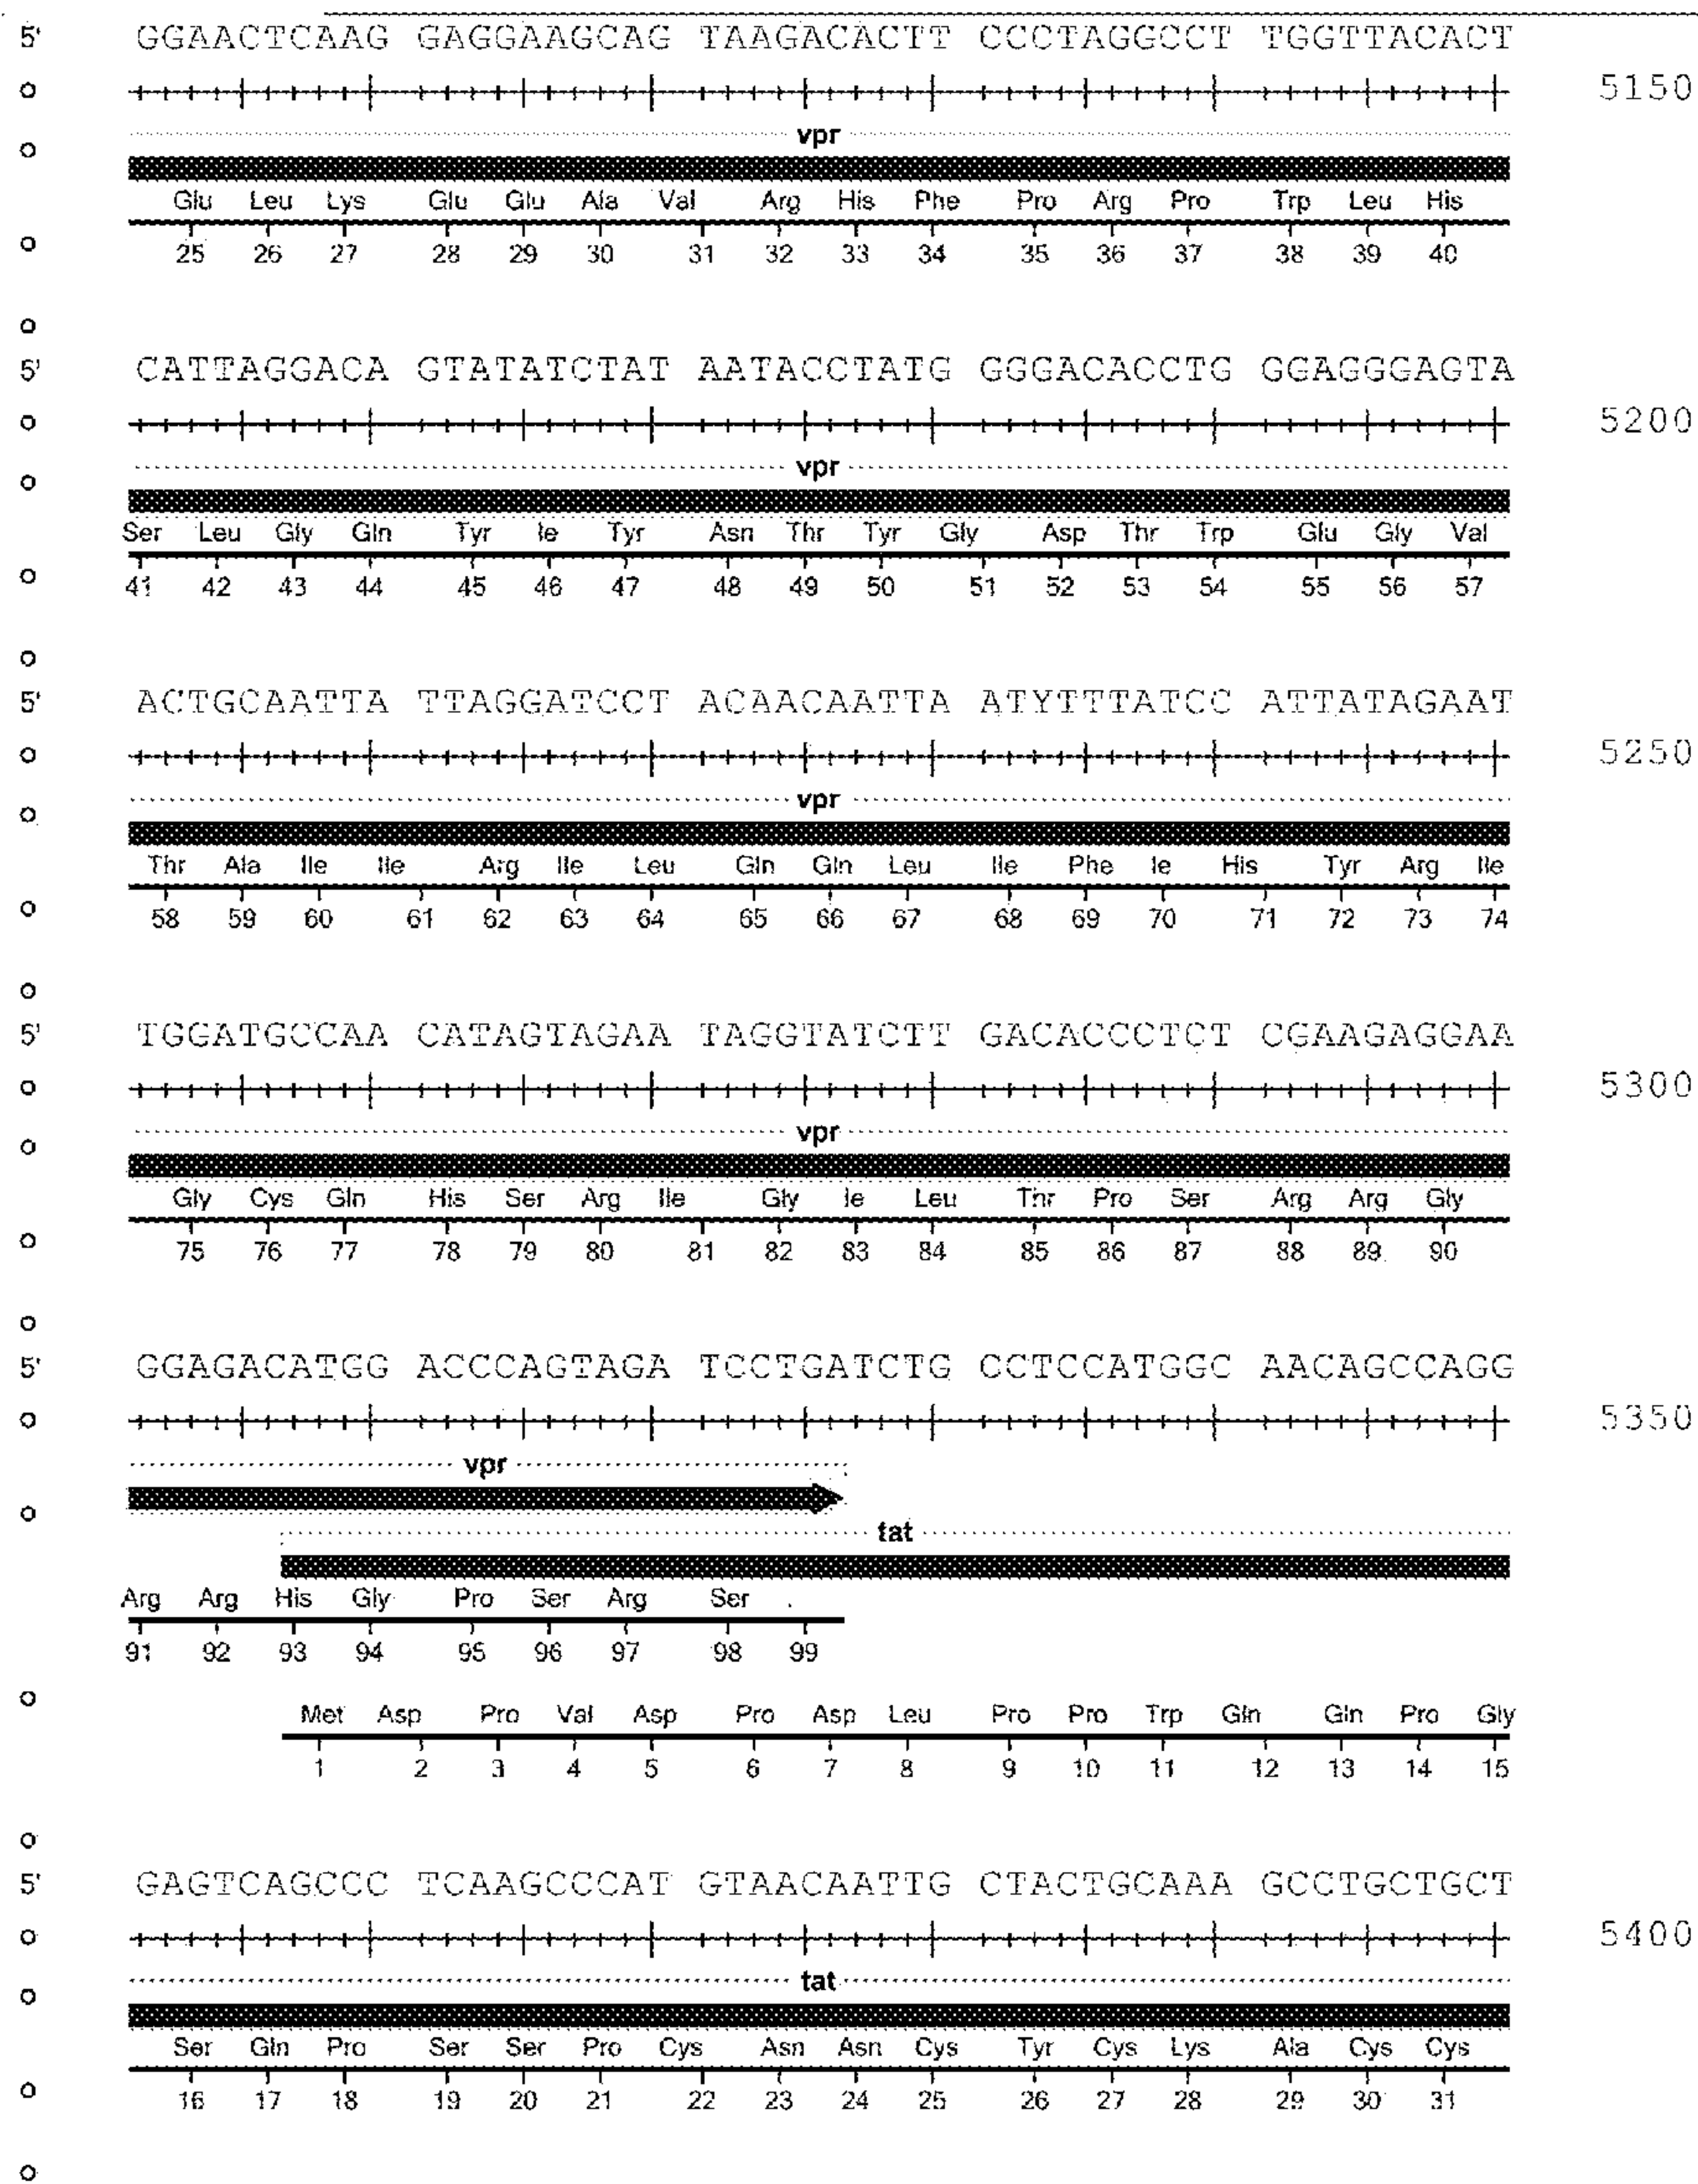 5' GGAACTCAAG GAGGAAGCAG TAAGACACTT CCCTAGGCCT TGGTTACACT
5150
vpr
Glu Leu Lys Glu Glu Ala Val Arg His Phe Pro Arg Pro Trp Leu His
25 26 27 28 29 30 31 32 33 34 35 36 37 38 39 40
5' CATTAGGACA GTATATCTAT AATACCTATG GGGACACCTG GGAGGGAGTA
5200
vpr
Ser Leu Gly Gln Tyr Ie Tyr Asn Thr Tyr Gly Asp Thr Trp Glu Gly Val
41 42 43 44 45 46 47 48 49 50 51 52 53 54 55 56 57
5' ACTGCAATTA TTAGGATCCT ACAACAATTA ATYTTTATCC ATTATAGAAT
5250
vpr
Thr Ala Ile Ile Arg Ile Leu Gln Gln Leu Ile Phe Ie His Tyr Arg Ile
58 59 60 61 62 63 64 65 66 67 68 69 70 71 72 73 74
5' TGGATGCCAA CATAGTAGAA TAGGTATCTT GACACCCTCT CGAAGAGGAA
5300
vpr
Gly Cys Gln His Ser Arg Ile Gly Ie Leu Thr Pro Ser Arg Arg Gly
75 76 77 78 79 80 81 82 83 84 85 86 87 88 89 90
5' GGAGACATGG ACCCAGTAGA TCCTGATCTG CCTCCATGGC AACAGCCAGG
5350
vpr
tat
Arg Arg His Gly Pro Ser Arg Ser .
91 92 93 94 95 96 97 98 99
Met Asp Pro Val Asp Pro Asp Leu Pro Pro Trp Gln Gln Pro Gly
1 2 3 4 5 6 7 8 9 10 11 12 13 14 15
5' GAGTCAGCCC TCAAGCCCAT GTAACAATTG CTACTGCAAA GCCTGCTGCT
5400
tat
Ser Gln Pro Ser Ser Pro Cys Asn Asn Cys Tyr Cys Lys Ala Cys Cys
16 17 18 19 20 21 22 23 24 25 26 27 28 29 30 31